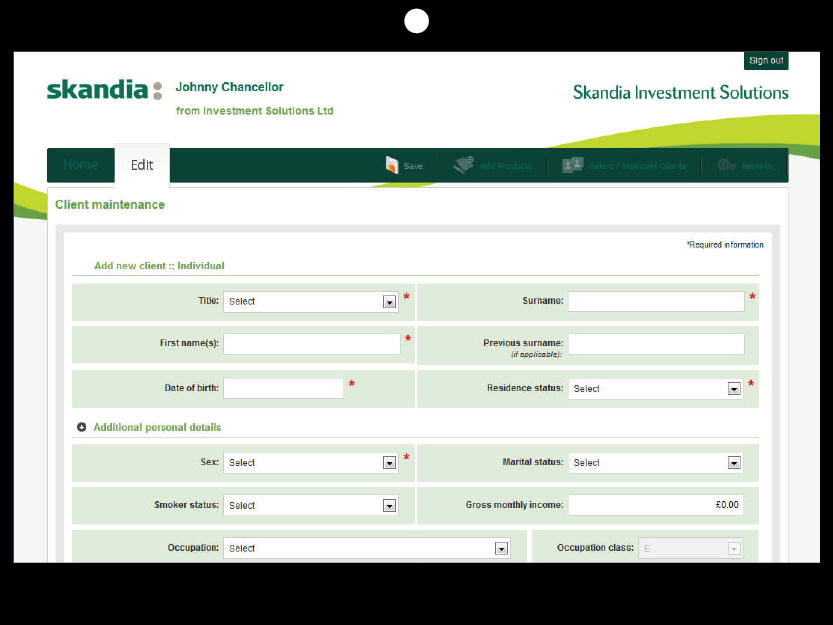 Sign out
skandia:
Johnny Chancellor
from Investment Solutions Ltd
Skandia Investment Solutions
Home
Edit
Save
Add Products
Select / Maintain Clients
Reports
Client maintenance
*Required information
Add new client :: Individual
Title: Select *
Surname: *
First name(s): *
Previous surname:
(if applicable):
Date of birth: *
Residence status: Select *
Additional personal details
Sex: Select *
Marital status: Select
Smoker status: Select
Gross monthly income: £0.00
Occupation: Select
Occupation class: E